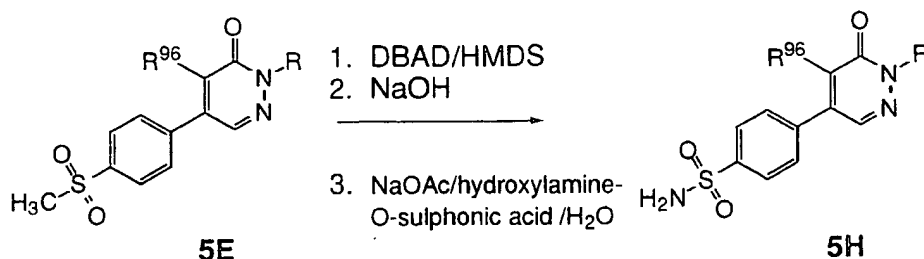 R⁹⁶
O
R
N
N
O
S
H₃C
O
5E
1. DBAD/HMDS
2. NaOH
3. NaOAc/hydroxylamine-
O-sulphonic acid /H₂O
R⁹⁶
O
R
N
N
O
S
H₂N
O
5H